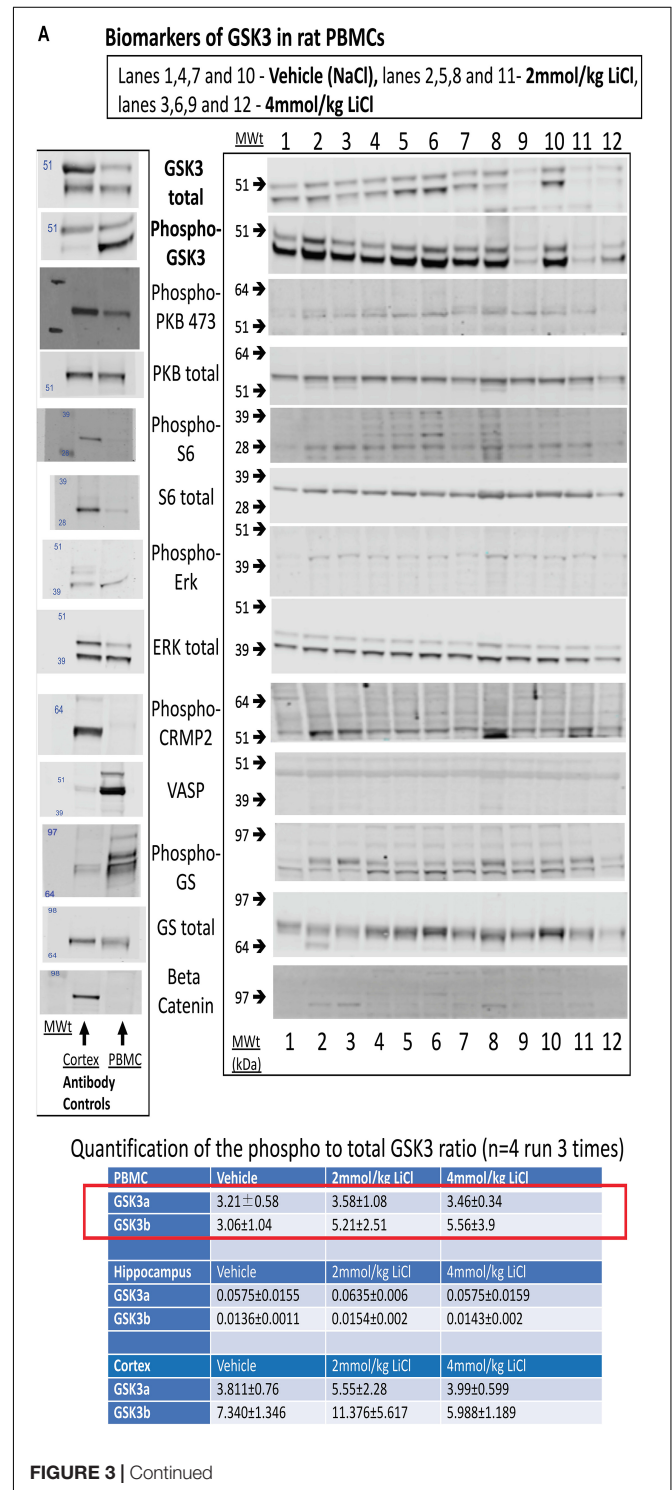 A Biomarkers of GSK3 in rat PBMCs
Lanes 1,4,7 and 10 - Vehicle (NaCl), lanes 2,5,8 and 11- 2mmol/kg LiCl,
lanes 3,6,9 and 12 - 4mmol/kg LiCl
MWt 1 2 3 4 5 6 7 8 9 10 11 12
51 GSK3 total 51➔
51 Phospho-GSK3 51➔
Phospho-PKB 473 64➔ 51➔
51 PKB total 64➔ 51➔
39 28 Phospho-S6 39➔ 28➔
39 28 S6 total 39➔ 28➔
51 39 Phospho-Erk 51➔ 39➔
51 39 ERK total 51➔ 39➔
64 Phospho-CRMP2 64➔ 51➔
51 39 VASP 51➔ 39➔
97 64 Phospho-GS 97➔
98 64 GS total 97➔ 64➔
98 Beta Catenin 97➔
MWt
Cortex PBMC
Antibody
Controls
MWt 1 2 3 4 5 6 7 8 9 10 11 12
(kDa)
Quantification of the phospho to total GSK3 ratio (n=4 run 3 times)
PBMC Vehicle 2mmol/kg LiCl 4mmol/kg LiCl
GSK3a 3.21±0.58 3.58±1.08 3.46±0.34
GSK3b 3.06±1.04 5.21±2.51 5.56±3.9
Hippocampus Vehicle 2mmol/kg LiCl 4mmol/kg LiCl
GSK3a 0.0575±0.0155 0.0635±0.006 0.0575±0.0159
GSK3b 0.0136±0.0011 0.0154±0.002 0.0143±0.002
Cortex Vehicle 2mmol/kg LiCl 4mmol/kg LiCl
GSK3a 3.811±0.76 5.55±2.28 3.99±0.599
GSK3b 7.340±1.346 11.376±5.617 5.988±1.189
FIGURE 3 | Continued